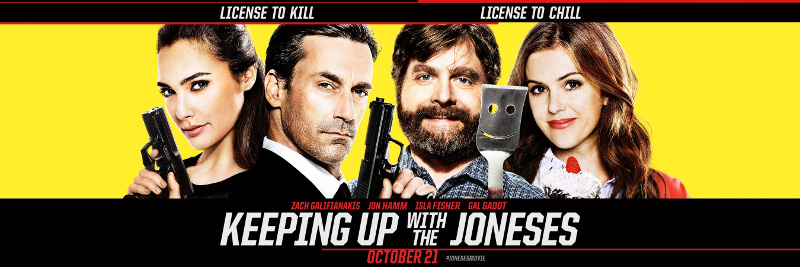 LICENSE TO KILL
LICENSE TO CHILL
ZACH GALIFIANAKIS JON HAMM ISLA FISHER GAL GADOT
KEEPING UP WITH THE JONESES
OCTOBER 21 #JONESESMOVIE